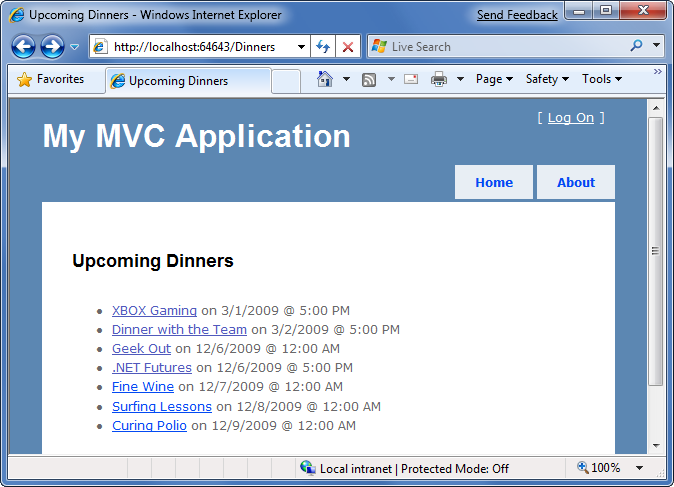 Upcoming Dinners - Windows Internet Explorer
Send Feedback
http://localhost:64643/Dinners
Live Search
Favorites
Upcoming Dinners
Page
Safety
Tools
»
My MVC Application
[ Log On ]
Home
About
Upcoming Dinners
• XBOX Gaming on 3/1/2009 @ 5:00 PM
• Dinner with the Team on 3/2/2009 @ 5:00 PM
• Geek Out on 12/6/2009 @ 12:00 AM
• .NET Futures on 12/6/2009 @ 5:00 PM
• Fine Wine on 12/7/2009 @ 12:00 AM
• Surfing Lessons on 12/8/2009 @ 12:00 AM
• Curing Polio on 12/9/2009 @ 12:00 AM
Local intranet | Protected Mode: Off
100%